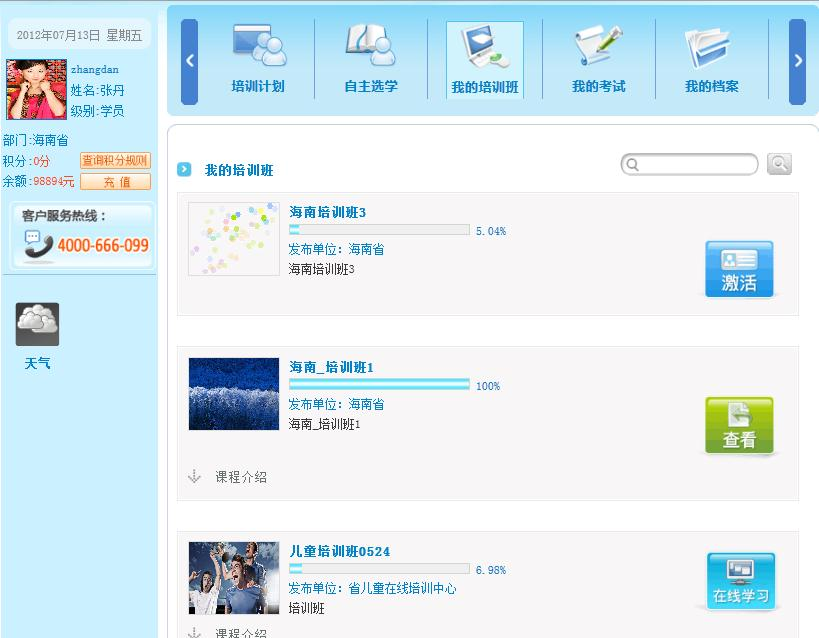 2012年07月13日 星期五
zhangdan
姓名:张丹
级别:学员
部门:海南省
积分:0分
查询积分规则
余额:98894元
充 值
客户服务热线：
4000-666-099
天气
培训计划
自主选学
我的培训班
我的考试
我的档案
我的培训班
海南培训班3
5.04%
发布单位：海南省
海南培训班3
激活
海南_培训班1
100%
发布单位：海南省
海南_培训班1
查看
课程介绍
儿童培训班0524
6.98%
发布单位：省儿童在线培训中心
培训班
在线学习
课程介绍